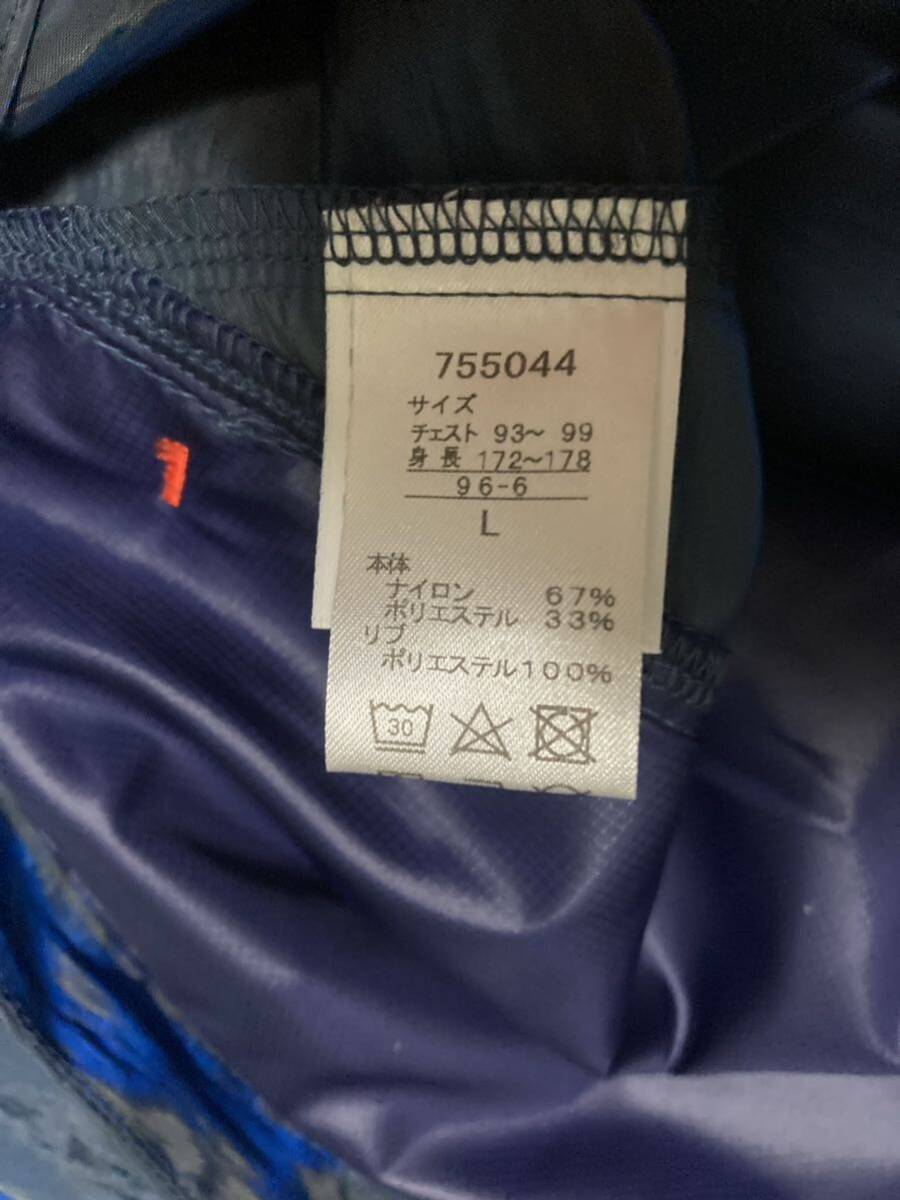 755044
サイズ
チェスト 93～ 99
身長 172～178
96-6
L
本体
ナイロン 67%
ポリエステル 33%
リブ
ポリエステル100%
30
1